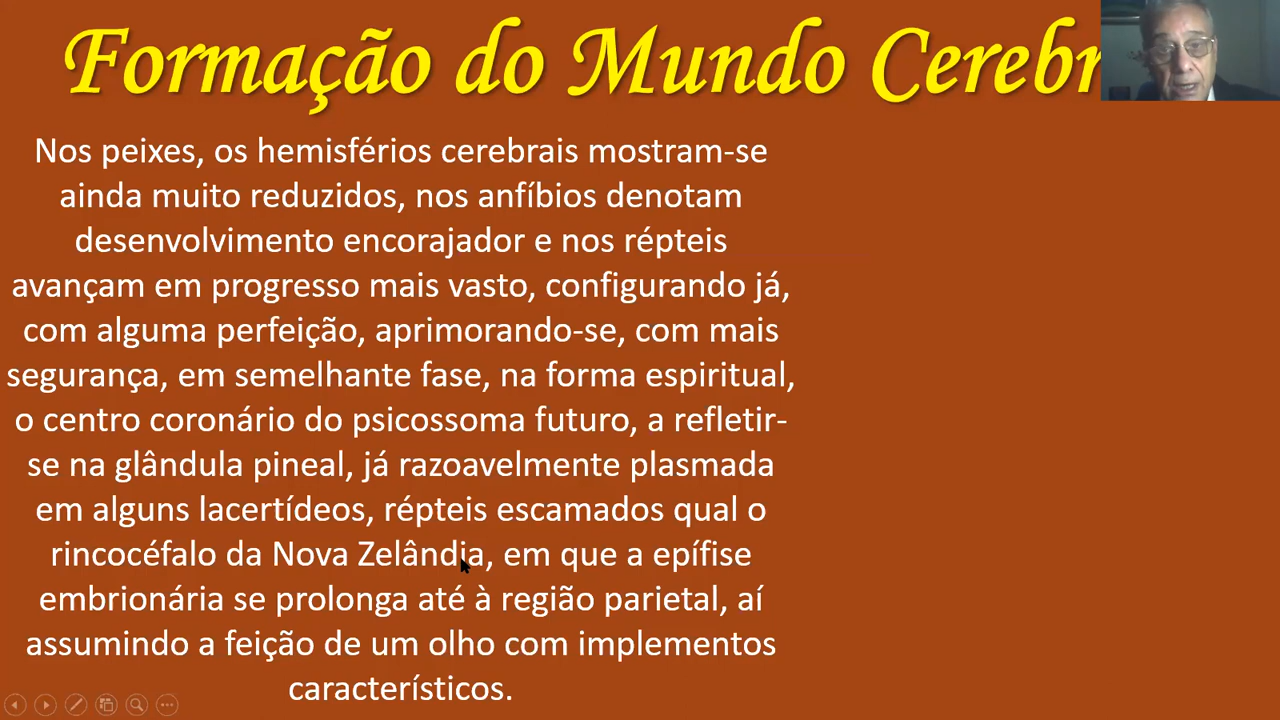 Formação do Mundo Cerebr
Nos peixes, os hemisférios cerebrais mostram-se
ainda muito reduzidos, nos anfíbios denotam
desenvolvimento encorajador e nos répteis
avançam em progresso mais vasto, configurando já,
com alguma perfeição, aprimorando-se, com mais
segurança, em semelhante fase, na forma espiritual,
o centro coronário do psicossoma futuro, a refletir-
se na glândula pineal, já razoavelmente plasmada
em alguns lacertídeos, répteis escamados qual o
rincocéfalo da Nova Zelândia, em que a epífise
embrionária se prolonga até à região parietal, aí
assumindo a feição de um olho com implementos
característicos.